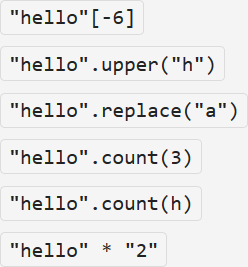 "hello"[-6]
"hello".upper("h")
"hello".replace("a")
"hello".count(3)
"hello".count(h)
"hello" * "2"